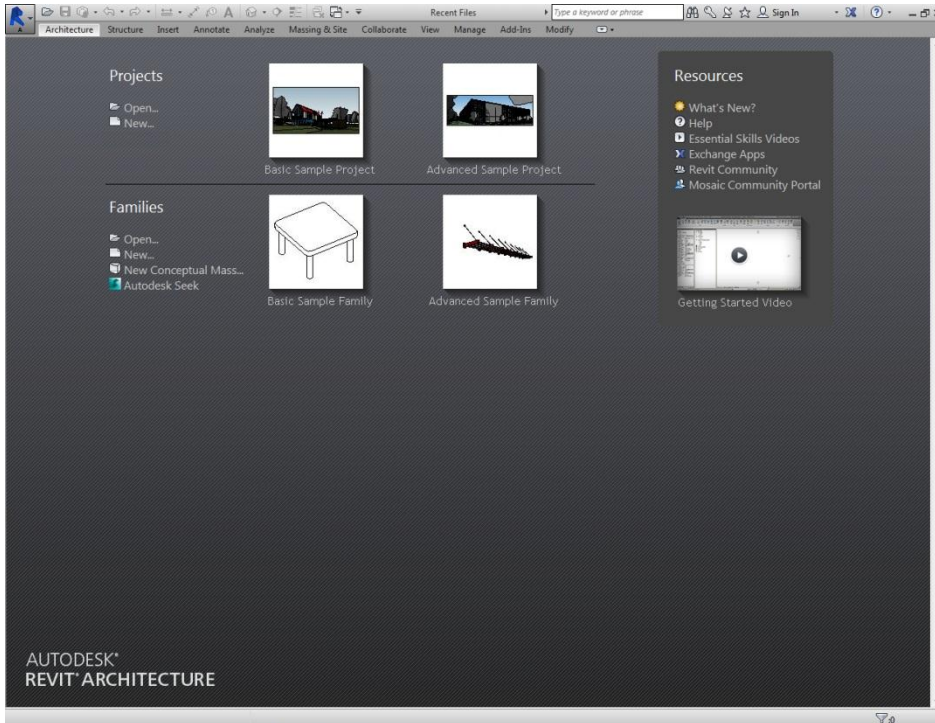 Recent Files
Type a keyword or phrase
Sign In
Architecture Structure Insert Annotate Analyze Massing & Site Collaborate View Manage Add-Ins Modify
Projects
Open...
New...
Basic Sample Project
Advanced Sample Project
Families
Open...
New...
New Conceptual Mass...
Autodesk Seek
Basic Sample Family
Advanced Sample Family
Resources
What's New?
Help
Essential Skills Videos
Exchange Apps
Revit Community
Mosaic Community Portal
Getting Started Video
AUTODESK®
REVIT® ARCHITECTURE